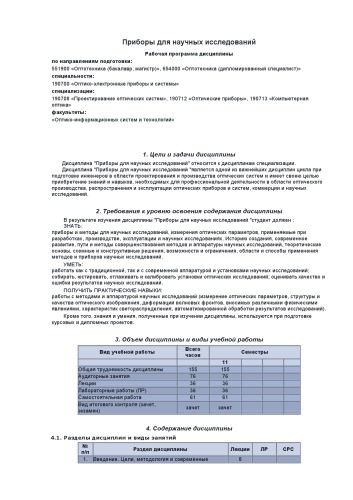 Приборы для научных исследований
Рабочая программа дисциплины
по направлениям подготовки:
551900 «Оптотехника (бакалавр, магистр)», 654000 «Оптотехника (дипломированный специалист)»
специальности:
190700 «Оптико-электронные приборы и системы»
специализации:
190709 «Проектирование оптических систем», 190712 «Оптические приборы», 190713 «Компьютерная
оптика»
факультеты:
«Оптико-информационных систем и технологий»
1. Цели и задачи дисциплины
Дисциплина "Приборы для научных исследований" относится к дисциплинам специализации.
Дисциплина "Приборы для научных исследований "является одной из важнейших дисциплин цикла при
подготовке инженеров в области проектирования и производства оптических систем и имеет своею целью
приобретение знаний и навыков, необходимых для профессиональной деятельности в области оптического
производства, распространения и эксплуатации оптических приборов и систем, коммерции и научных
исследований.
2. Требования к уровню освоения содержания дисциплины
В результате изучения дисциплины "Приборы для научных исследований "студент должен :
ЗНАТЬ:
приборы и методы для научных исследований, измерения оптических параметров, применяемые при
разработках, производстве, эксплуатации и научных исследованиях. Историю создания, современное
развитие, пути и методы совершенствования методов и аппаратуры научных исследований, теоретические
основы, схемные и конструктивные решения, возможности и ограничения, области и способы применения
методов и приборов научных исследований.
УМЕТЬ:
работать как с традиционной, так и с современной аппаратурой и установками научных исследований;
собирать, юстировать, отлаживать и калибровать установки оптических исследований; оценивать качество и
ошибки результатов научных исследований.
ПОЛУЧИТЬ ПРАКТИЧЕСКИЕ НАВЫКИ:
работы с методами и аппаратурой научных исследований (измерение оптических параметров, структуры и
качества оптического изображения, деформаций волновых фронтов, вносимых различными физическими
явлениями, характеристик светораспределения, автоматизированной обработки результатов исследования).
Кроме того, знания и умения, полученные при изучении дисциплины, используются при подготовке
курсовых и дипломных проектов.
3. Объем дисциплины и виды учебной работы
Вид учебной работы Всего часов Семестры
11
Общая трудоемкость дисциплины 155 155
Аудиторные занятия 76 76
Лекции 36 36
Лабораторные работы (ЛР) 36 36
Самостоятельная работа 61 61
Вид итогового контроля (зачет, экзамен) зачет зачет
4. Содержание дисциплины
4.1. Разделы дисциплин и виды занятий
№ п/п Раздел дисциплины Лекции ЛР СРС
1. Введение. Цели, методология и современные